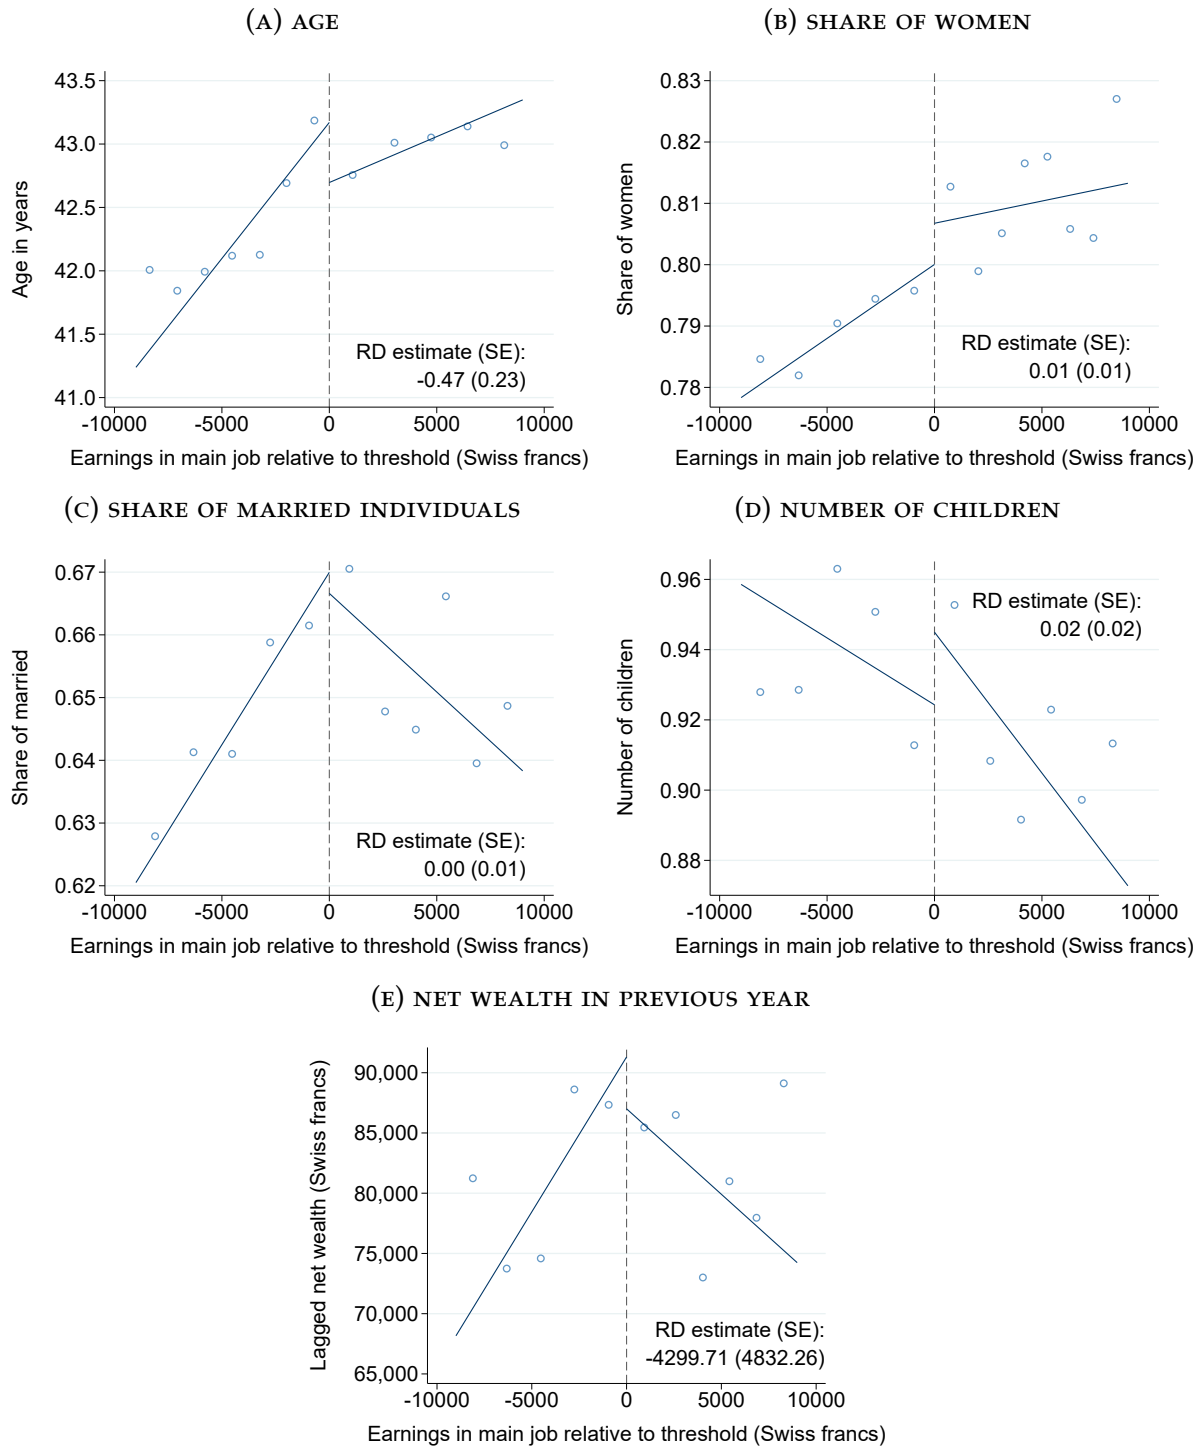 (A) AGE
43.5
43.0
42.5
42.0
41.5
41.0
Age in years
RD estimate (SE):
-0.47 (0.23)
-10000 -5000 0 5000 10000
Earnings in main job relative to threshold (Swiss francs)
(B) SHARE OF WOMEN
0.83
0.82
0.81
0.80
0.79
0.78
Share of women
RD estimate (SE):
0.01 (0.01)
-10000 -5000 0 5000 10000
Earnings in main job relative to threshold (Swiss francs)
(C) SHARE OF MARRIED INDIVIDUALS
0.67
0.66
0.65
0.64
0.63
0.62
Share of married
RD estimate (SE):
0.00 (0.01)
-10000 -5000 0 5000 10000
Earnings in main job relative to threshold (Swiss francs)
(D) NUMBER OF CHILDREN
0.96
0.94
0.92
0.90
0.88
Number of children
RD estimate (SE):
0.02 (0.02)
-10000 -5000 0 5000 10000
Earnings in main job relative to threshold (Swiss francs)
(E) NET WEALTH IN PREVIOUS YEAR
90,000
85,000
80,000
75,000
70,000
65,000
Lagged net wealth (Swiss francs)
RD estimate (SE):
-4299.71 (4832.26)
-10000 -5000 0 5000 10000
Earnings in main job relative to threshold (Swiss francs)